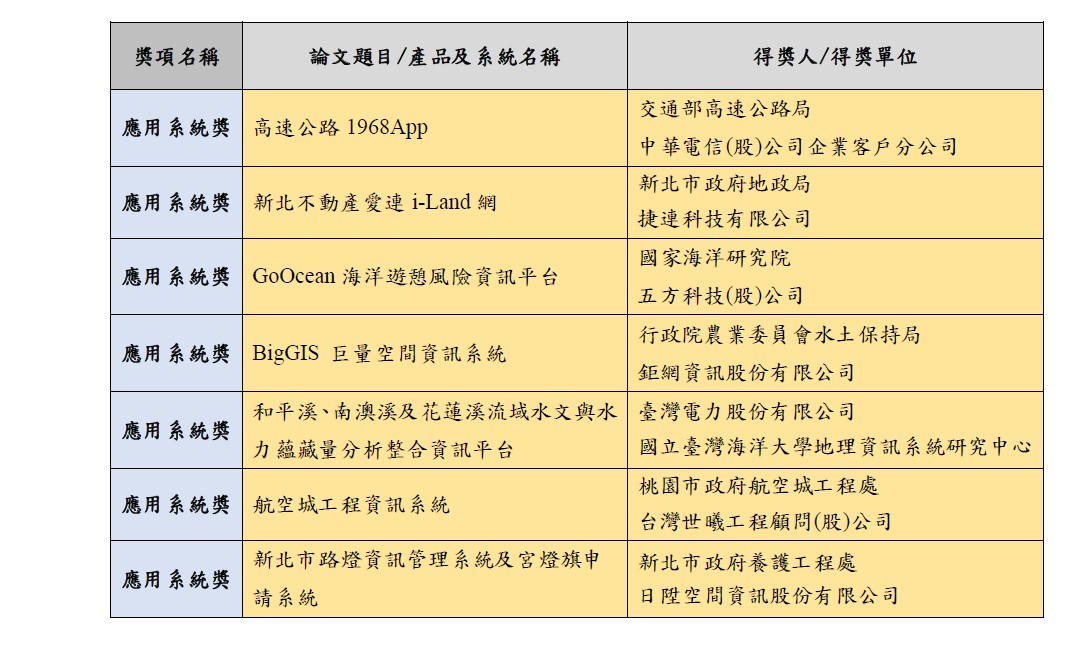 獎項名稱 論文題目/產品及系統名稱 得獎人/得獎單位
應用系統獎 高速公路 1968App 交通部高速公路局
中華電信(股)公司企業客戶分公司
應用系統獎 新北不動產愛連 i-Land 網 新北市政府地政局
捷連科技有限公司
應用系統獎 GoOcean 海洋遊憩風險資訊平台 國家海洋研究院
五方科技(股)公司
應用系統獎 BigGIS 巨量空間資訊系統 行政院農業委員會水土保持局
鉅網資訊股份有限公司
應用系統獎 和平溪、南澳溪及花蓮溪流域水文與水 臺灣電力股份有限公司
力蘊藏量分析整合資訊平台 國立臺灣海洋大學地理資訊系統研究中心
應用系統獎 航空城工程資訊系統 桃園市政府航空城工程處
台灣世曦工程顧問(股)公司
應用系統獎 新北市路燈資訊管理系統及宮燈旗申 新北市政府養護工程處
請系統 日陞空間資訊股份有限公司